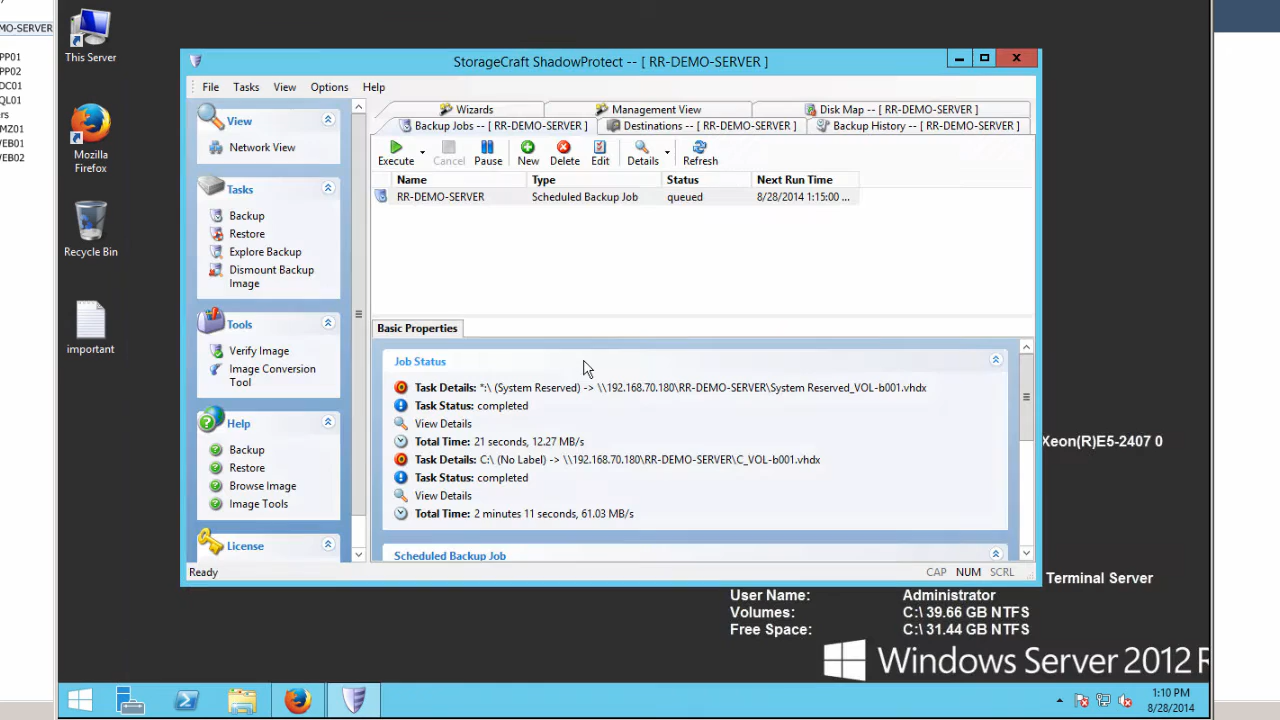 MO-SERVER
PP01
PP02
DC01
QL01
rs
MZ01
VEB01
VEB02
This Server
Mozilla
Firefox
Recycle Bin
important
StorageCraft ShadowProtect -- [ RR-DEMO-SERVER ]
File Tasks View Options Help
View
Network View
Tasks
Backup
Restore
Explore Backup
Dismount Backup
Image
Tools
Verify Image
Image Conversion
Tool
Help
Backup
Restore
Browse Image
Image Tools
License
Wizards Management View Disk Map -- [ RR-DEMO-SERVER ]
Backup Jobs -- [ RR-DEMO-SERVER ] Destinations -- [ RR-DEMO-SERVER ] Backup History -- [ RR-DEMO-SERVER ]
Execute Cancel Pause New Delete Edit Details Refresh
Name Type Status Next Run Time
RR-DEMO-SERVER Scheduled Backup Job queued 8/28/2014 1:15:00 ...
Basic Properties
Job Status
Task Details: *:\ (System Reserved) -> \\192.168.70.180\RR-DEMO-SERVER\System Reserved_VOL-b001.vhdx
Task Status: completed
View Details
Total Time: 21 seconds, 12.27 MB/s
Task Details: C:\ (No Label) -> \\192.168.70.180\RR-DEMO-SERVER\C_VOL-b001.vhdx
Task Status: completed
View Details
Total Time: 2 minutes 11 seconds, 61.03 MB/s
Scheduled Backup Job
Ready CAP NUM SCRL
Xeon(R)E5-2407 0
Terminal Server
User Name: Administrator
Volumes: C:\ 39.66 GB NTFS
Free Space: C:\ 31.44 GB NTFS
Windows Server 2012 R
1:10 PM
8/28/2014